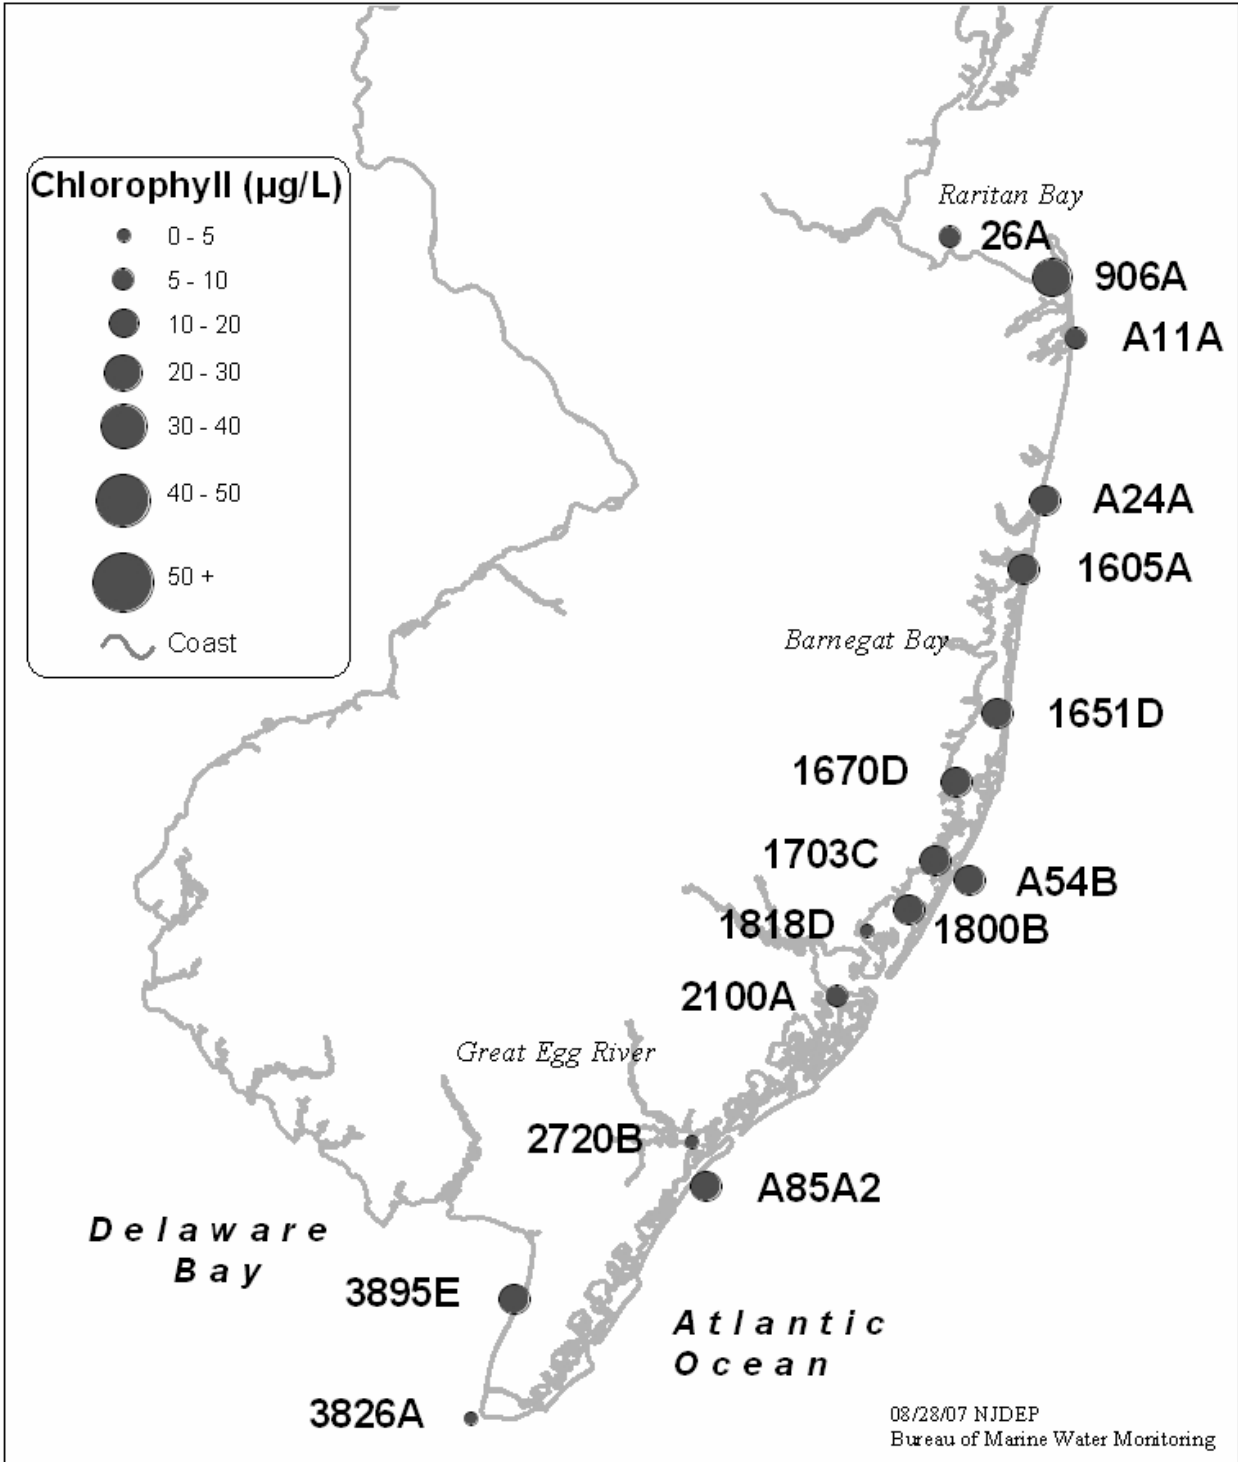 Chlorophyll (µg/L)
0 - 5
5 - 10
10 - 20
20 - 30
30 - 40
40 - 50
50 +
Coast
Raritan Bay
26A
906A
A11A
A24A
1605A
Barnegat Bay
1651D
1670D
1703C
A54B
1818D
1800B
2100A
Great Egg River
2720B
A85A2
Delaware
Bay
3895E
Atlantic
Ocean
3826A
08/28/07 NJDEP
Bureau of Marine Water Monitoring